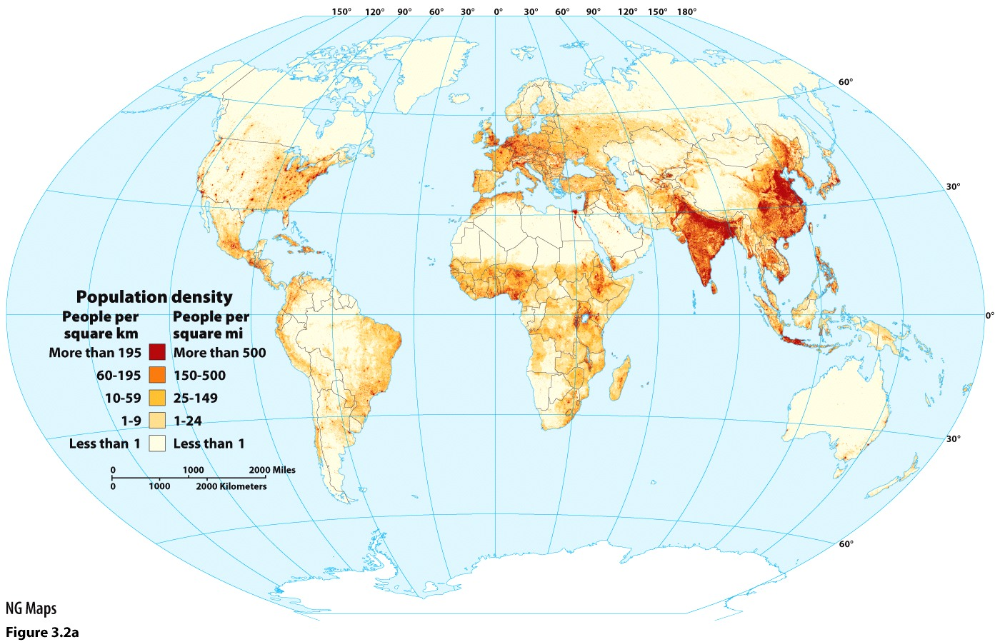 150° 120° 90° 60° 30° 0° 30° 60° 90° 120° 150° 180°
60°
30°
0°
30°
60°
Population density
People per square km People per square mi
More than 195 More than 500
60-195 150-500
10-59 25-149
1-9 1-24
Less than 1 Less than 1
0 1000 2000 Miles
0 1000 2000 Kilometers
NG Maps
Figure 3.2a